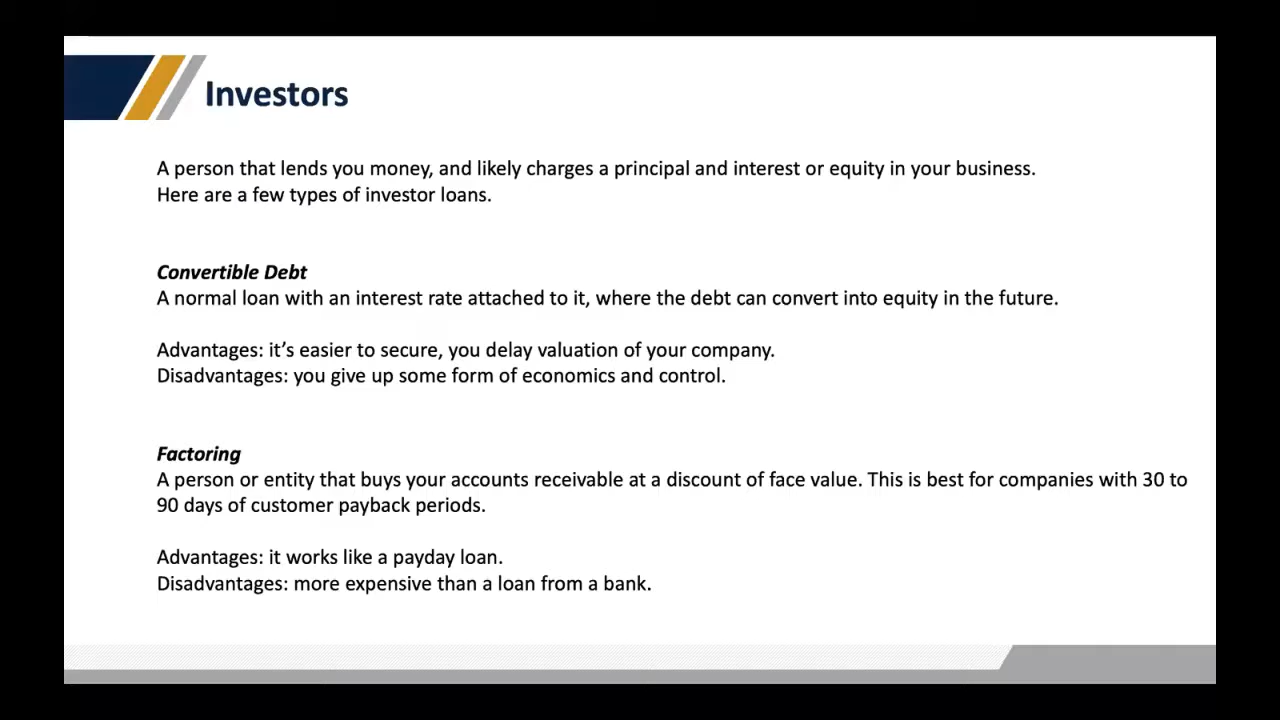 Investors
A person that lends you money, and likely charges a principal and interest or equity in your business.
Here are a few types of investor loans.
Convertible Debt
A normal loan with an interest rate attached to it, where the debt can convert into equity in the future.
Advantages: it’s easier to secure, you delay valuation of your company.
Disadvantages: you give up some form of economics and control.
Factoring
A person or entity that buys your accounts receivable at a discount of face value. This is best for companies with 30 to
90 days of customer payback periods.
Advantages: it works like a payday loan.
Disadvantages: more expensive than a loan from a bank.